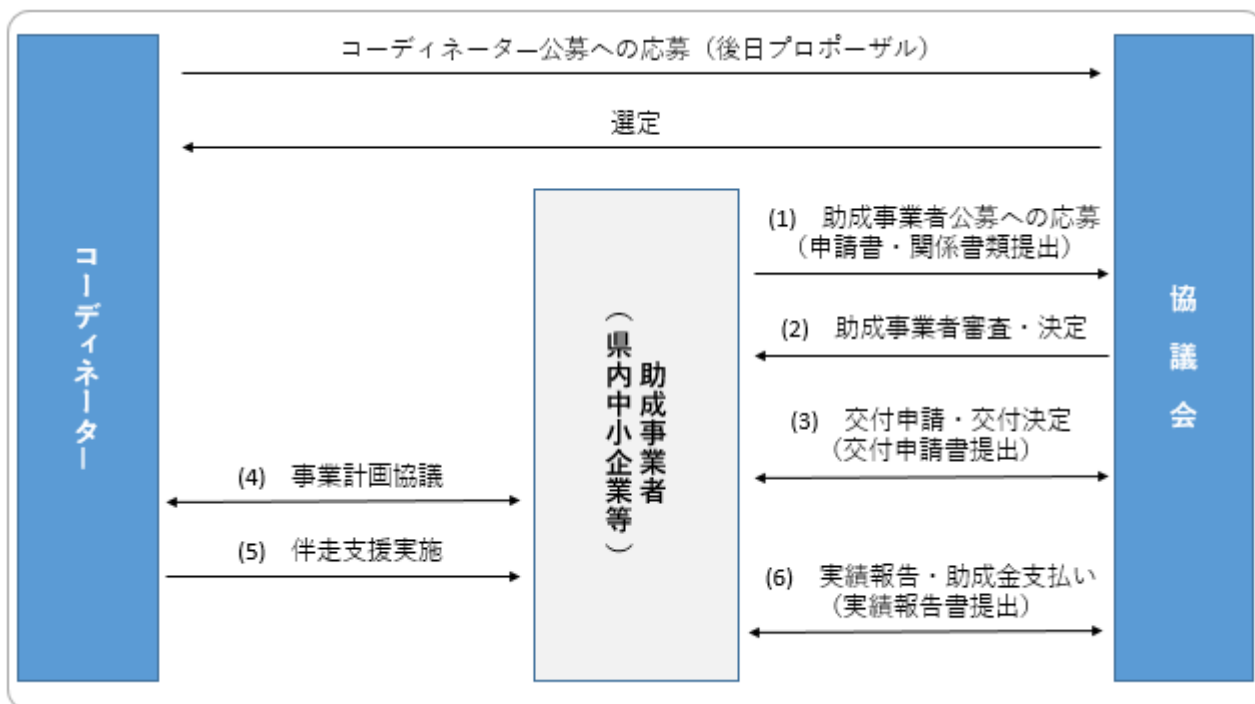 コーディネーター公募への応募（後日プロポーザル）
選定
コーディネーター
助成事業者
（県内中小企業等）
協議会
(1)　助成事業者公募への応募
（申請書・関係書類提出）
(2)　助成事業者審査・決定
(3)　交付申請・交付決定
（交付申請書提出）
(4)　事業計画協議
(5)　伴走支援実施
(6)　実績報告・助成金支払い
（実績報告書提出）